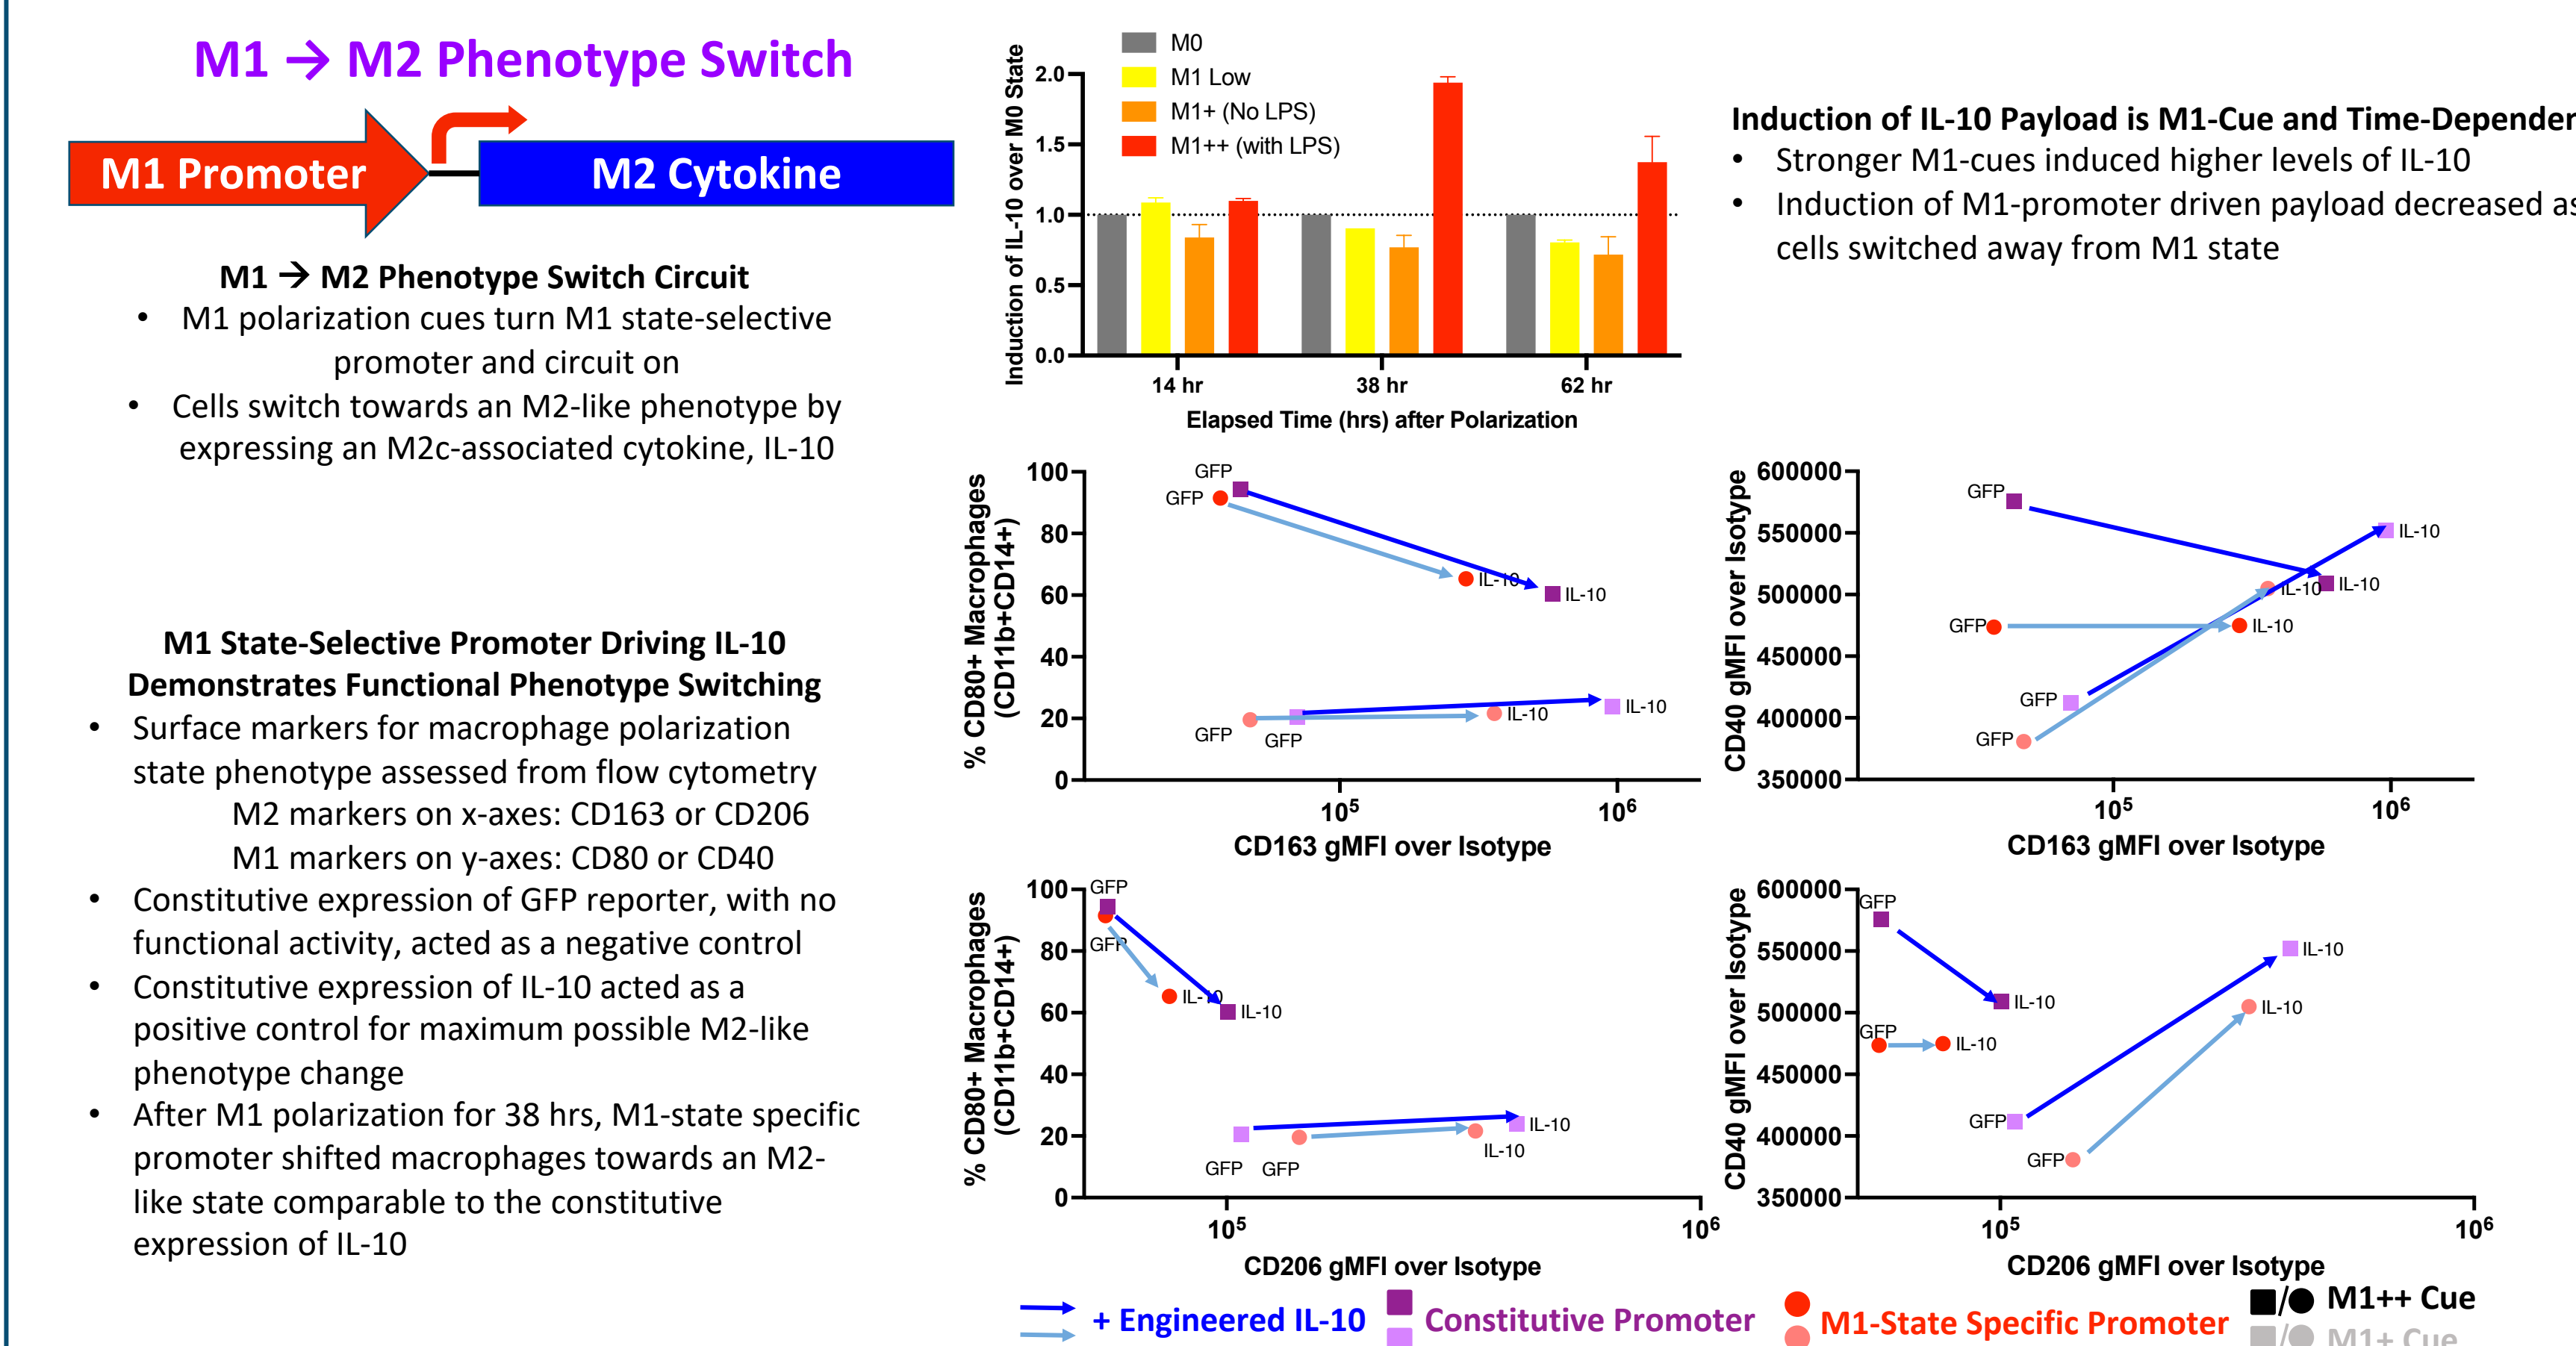 M1 → M2 Phenotype Switch
M1 Promoter
M2 Cytokine
M1 → M2 Phenotype Switch Circuit
• M1 polarization cues turn M1 state-selective
promoter and circuit on
• Cells switch towards an M2-like phenotype by
expressing an M2c-associated cytokine, IL-10
M1 State-Selective Promoter Driving IL-10
Demonstrates Functional Phenotype Switching
• Surface markers for macrophage polarization
state phenotype assessed from flow cytometry
M2 markers on x-axes: CD163 or CD206
M1 markers on y-axes: CD80 or CD40
• Constitutive expression of GFP reporter, with no
functional activity, acted as a negative control
• Constitutive expression of IL-10 acted as a
positive control for maximum possible M2-like
phenotype change
• After M1 polarization for 38 hrs, M1-state specific
promoter shifted macrophages towards an M2-
like state comparable to the constitutive
expression of IL-10
Induction of IL-10 over M0 State
2.0
1.5
1.0
0.5
0.0
M0
M1 Low
M1+ (No LPS)
M1++ (with LPS)
14 hr
38 hr
62 hr
Elapsed Time (hrs) after Polarization
Induction of IL-10 Payload is M1-Cue and Time-Depender
• Stronger M1-cues induced higher levels of IL-10
• Induction of M1-promoter driven payload decreased as
cells switched away from M1 state
% CD80+ Macrophages
(CD11b+CD14+)
100
80
60
40
20
0
GFP
GFP
IL-10
IL-10
GFP
GFP
IL-10
IL-10
10⁵
10⁶
CD163 gMFI over Isotype
CD40 gMFI over Isotype
600000
550000
500000
450000
400000
350000
GFP
IL-10
IL-10
IL-10
GFP
IL-10
GFP
GFP
10⁵
10⁶
CD163 gMFI over Isotype
% CD80+ Macrophages
(CD11b+CD14+)
100
80
60
40
20
0
GFP
GFP
IL-10
IL-10
GFP
GFP
IL-10
IL-10
10⁵
10⁶
CD206 gMFI over Isotype
CD40 gMFI over Isotype
600000
550000
500000
450000
400000
350000
GFP
IL-10
IL-10
IL-10
GFP
IL-10
GFP
GFP
10⁵
10⁶
CD206 gMFI over Isotype
+ Engineered IL-10
Constitutive Promoter
M1-State Specific Promoter
/ M1++ Cue
/ M1+ Cue